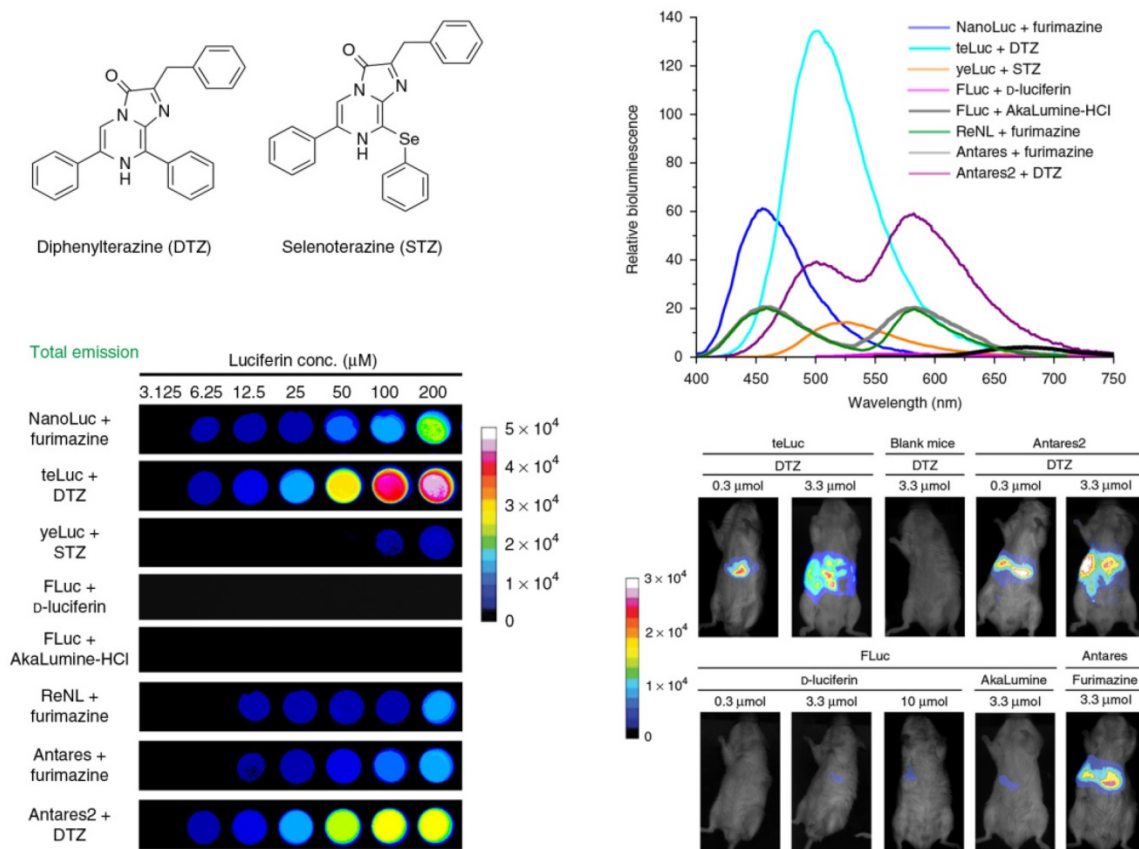 O
N
N
N
H
Diphenylterazine (DTZ)
O
N
N
N
H
Se
Selenoterazine (STZ)
Relative bioluminescence
140
120
100
80
60
40
20
0
400 450 500 550 600 650 700 750
Wavelength (nm)
NanoLuc + furimazine
teLuc + DTZ
yeLuc + STZ
FLuc + D-luciferin
FLuc + AkaLumine-HCl
ReNL + furimazine
Antares + furimazine
Antares2 + DTZ
Total emission
Luciferin conc. (μM)
3.125 6.25 12.5 25 50 100 200
NanoLuc +
furimazine
teLuc +
DTZ
yeLuc +
STZ
FLuc +
D-luciferin
FLuc +
AkaLumine-HCl
ReNL +
furimazine
Antares +
furimazine
Antares2 +
DTZ
5 × 10⁴
4 × 10⁴
3 × 10⁴
2 × 10⁴
1 × 10⁴
0
teLuc Blank mice Antares2
DTZ DTZ DTZ
0.3 μmol 3.3 μmol 3.3 μmol 0.3 μmol 3.3 μmol
3 × 10⁴
2 × 10⁴
1 × 10⁴
0
FLuc Antares
D-luciferin AkaLumine Furimazine
0.3 μmol 3.3 μmol 10 μmol 3.3 μmol 3.3 μmol